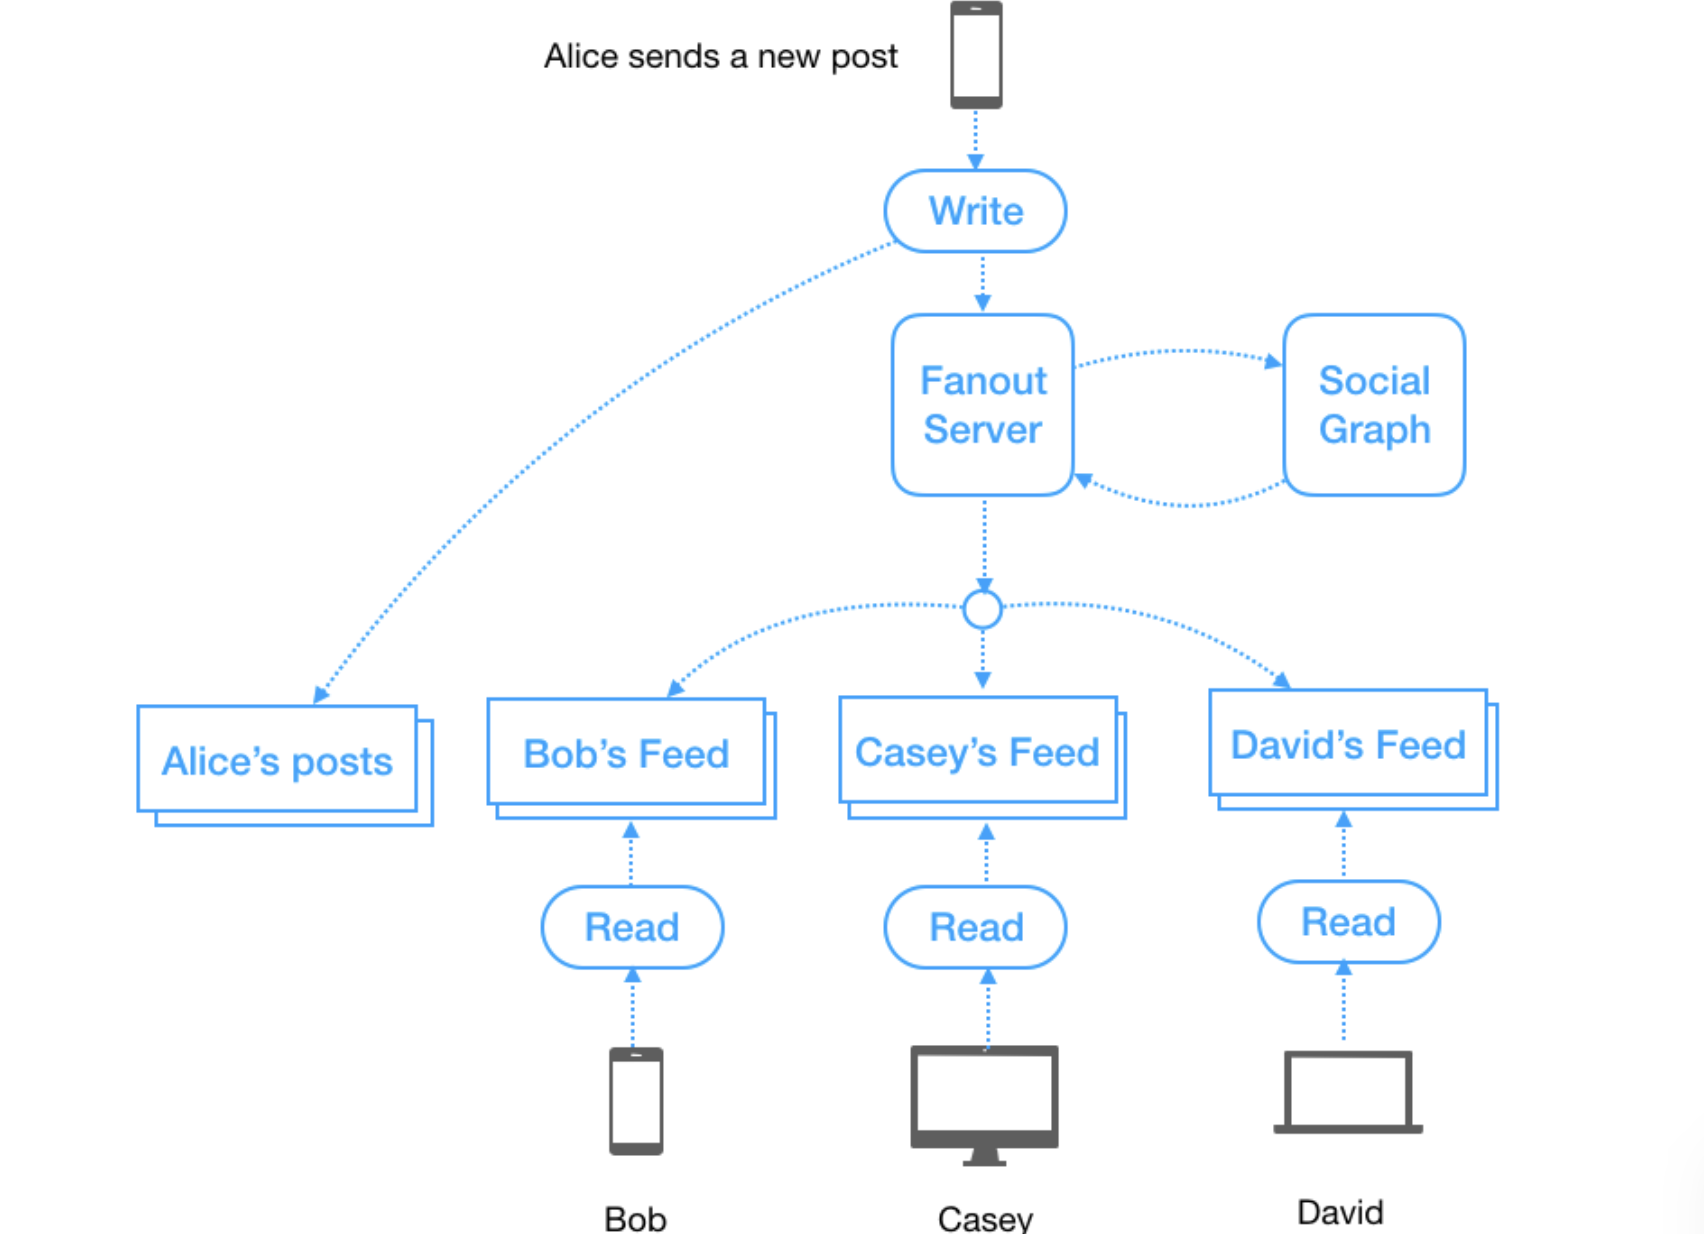 Alice sends a new post
Write
Fanout
Server
Social
Graph
Alice’s posts
Bob’s Feed
Casey’s Feed
David’s Feed
Read
Read
Read
Bob
Casey
David